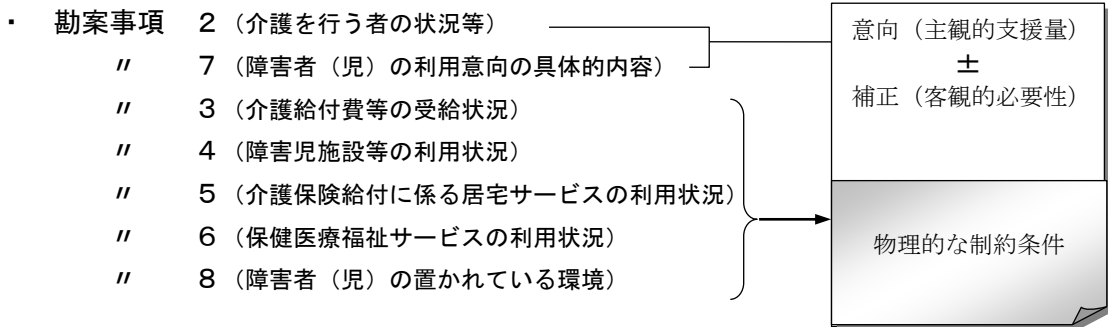 ・ 勘案事項 ２（介護を行う者の状況等）
〃 ７（障害者（児）の利用意向の具体的内容）
〃 ３（介護給付費等の受給状況）
〃 ４（障害児施設等の利用状況）
〃 ５（介護保険給付に係る居宅サービスの利用状況）
〃 ６（保健医療福祉サービスの利用状況）
〃 ８（障害者（児）の置かれている環境）
意向（主観的支援量）
±
補正（客観的必要性）
物理的な制約条件